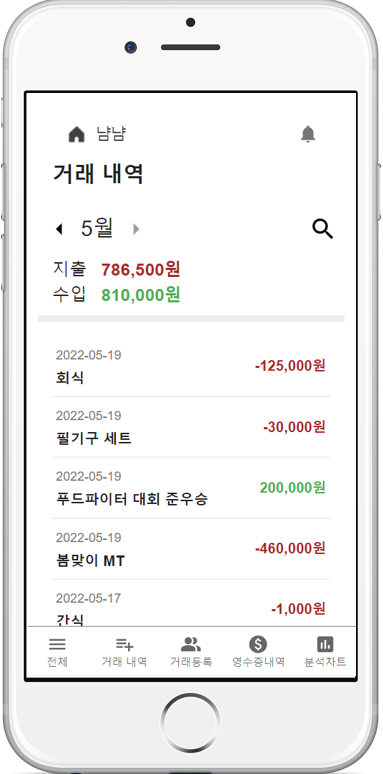 냠냠
거래 내역
5월
지출 786,500원
수입 810,000원
2022-05-19
회식
-125,000원
2022-05-19
필기구 세트
-30,000원
2022-05-19
푸드파이터 대회 준우승
200,000원
2022-05-19
봄맞이 MT
-460,000원
2022-05-17
간식
-1,000원
전체 거래 내역 거래등록 영수증내역 분석차트